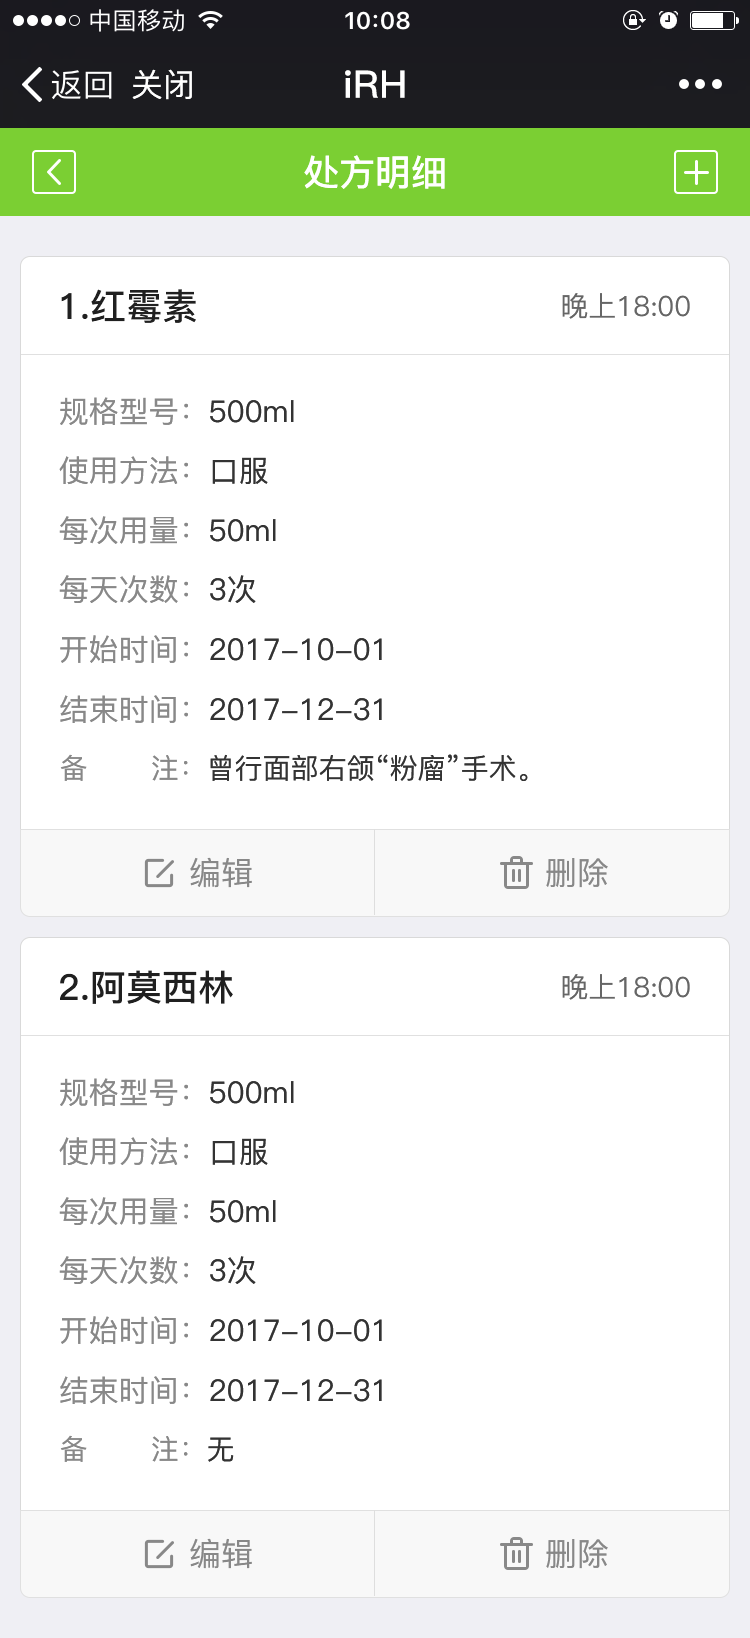 中国移动 10:08
返回 关闭 iRH
处方明细
1.红霉素 晚上18:00
规格型号： 500ml
使用方法： 口服
每次用量： 50ml
每天次数： 3次
开始时间： 2017-10-01
结束时间： 2017-12-31
备 注： 曾行面部右颌“粉瘤”手术。
编辑 删除
2.阿莫西林 晚上18:00
规格型号： 500ml
使用方法： 口服
每次用量： 50ml
每天次数： 3次
开始时间： 2017-10-01
结束时间： 2017-12-31
备 注： 无
编辑 删除